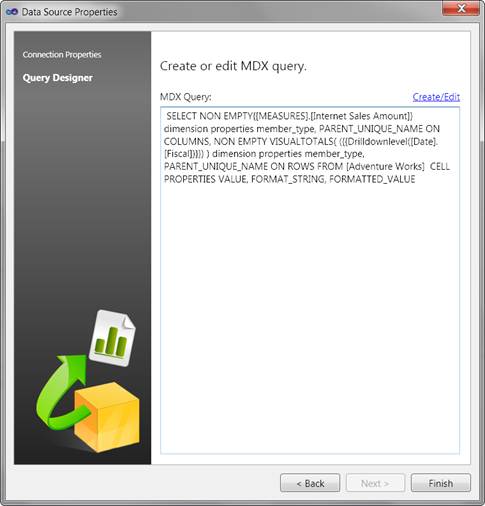 Data Source Properties
Connection Properties
Query Designer
Create or edit MDX query.
MDX Query:
Create/Edit
SELECT NON EMPTY({[MEASURES].[Internet Sales Amount]})
dimension properties member_type, PARENT_UNIQUE_NAME ON
COLUMNS, NON EMPTY VISUALTOTALS( ({{Drilldownlevel([Date].
[Fiscal])}}) ) dimension properties member_type,
PARENT_UNIQUE_NAME ON ROWS FROM [Adventure Works]  CELL
PROPERTIES VALUE, FORMAT_STRING, FORMATTED_VALUE
< Back
Next >
Finish